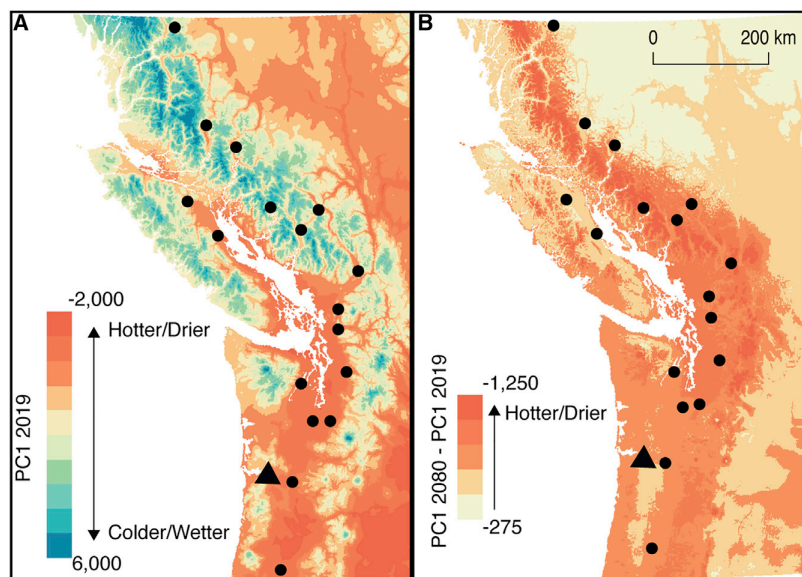 A
-2,000
Hotter/Drier
PC1 2019
Colder/Wetter
6,000
B
0 200 km
-1,250
Hotter/Drier
PC1 2080 - PC1 2019
-275